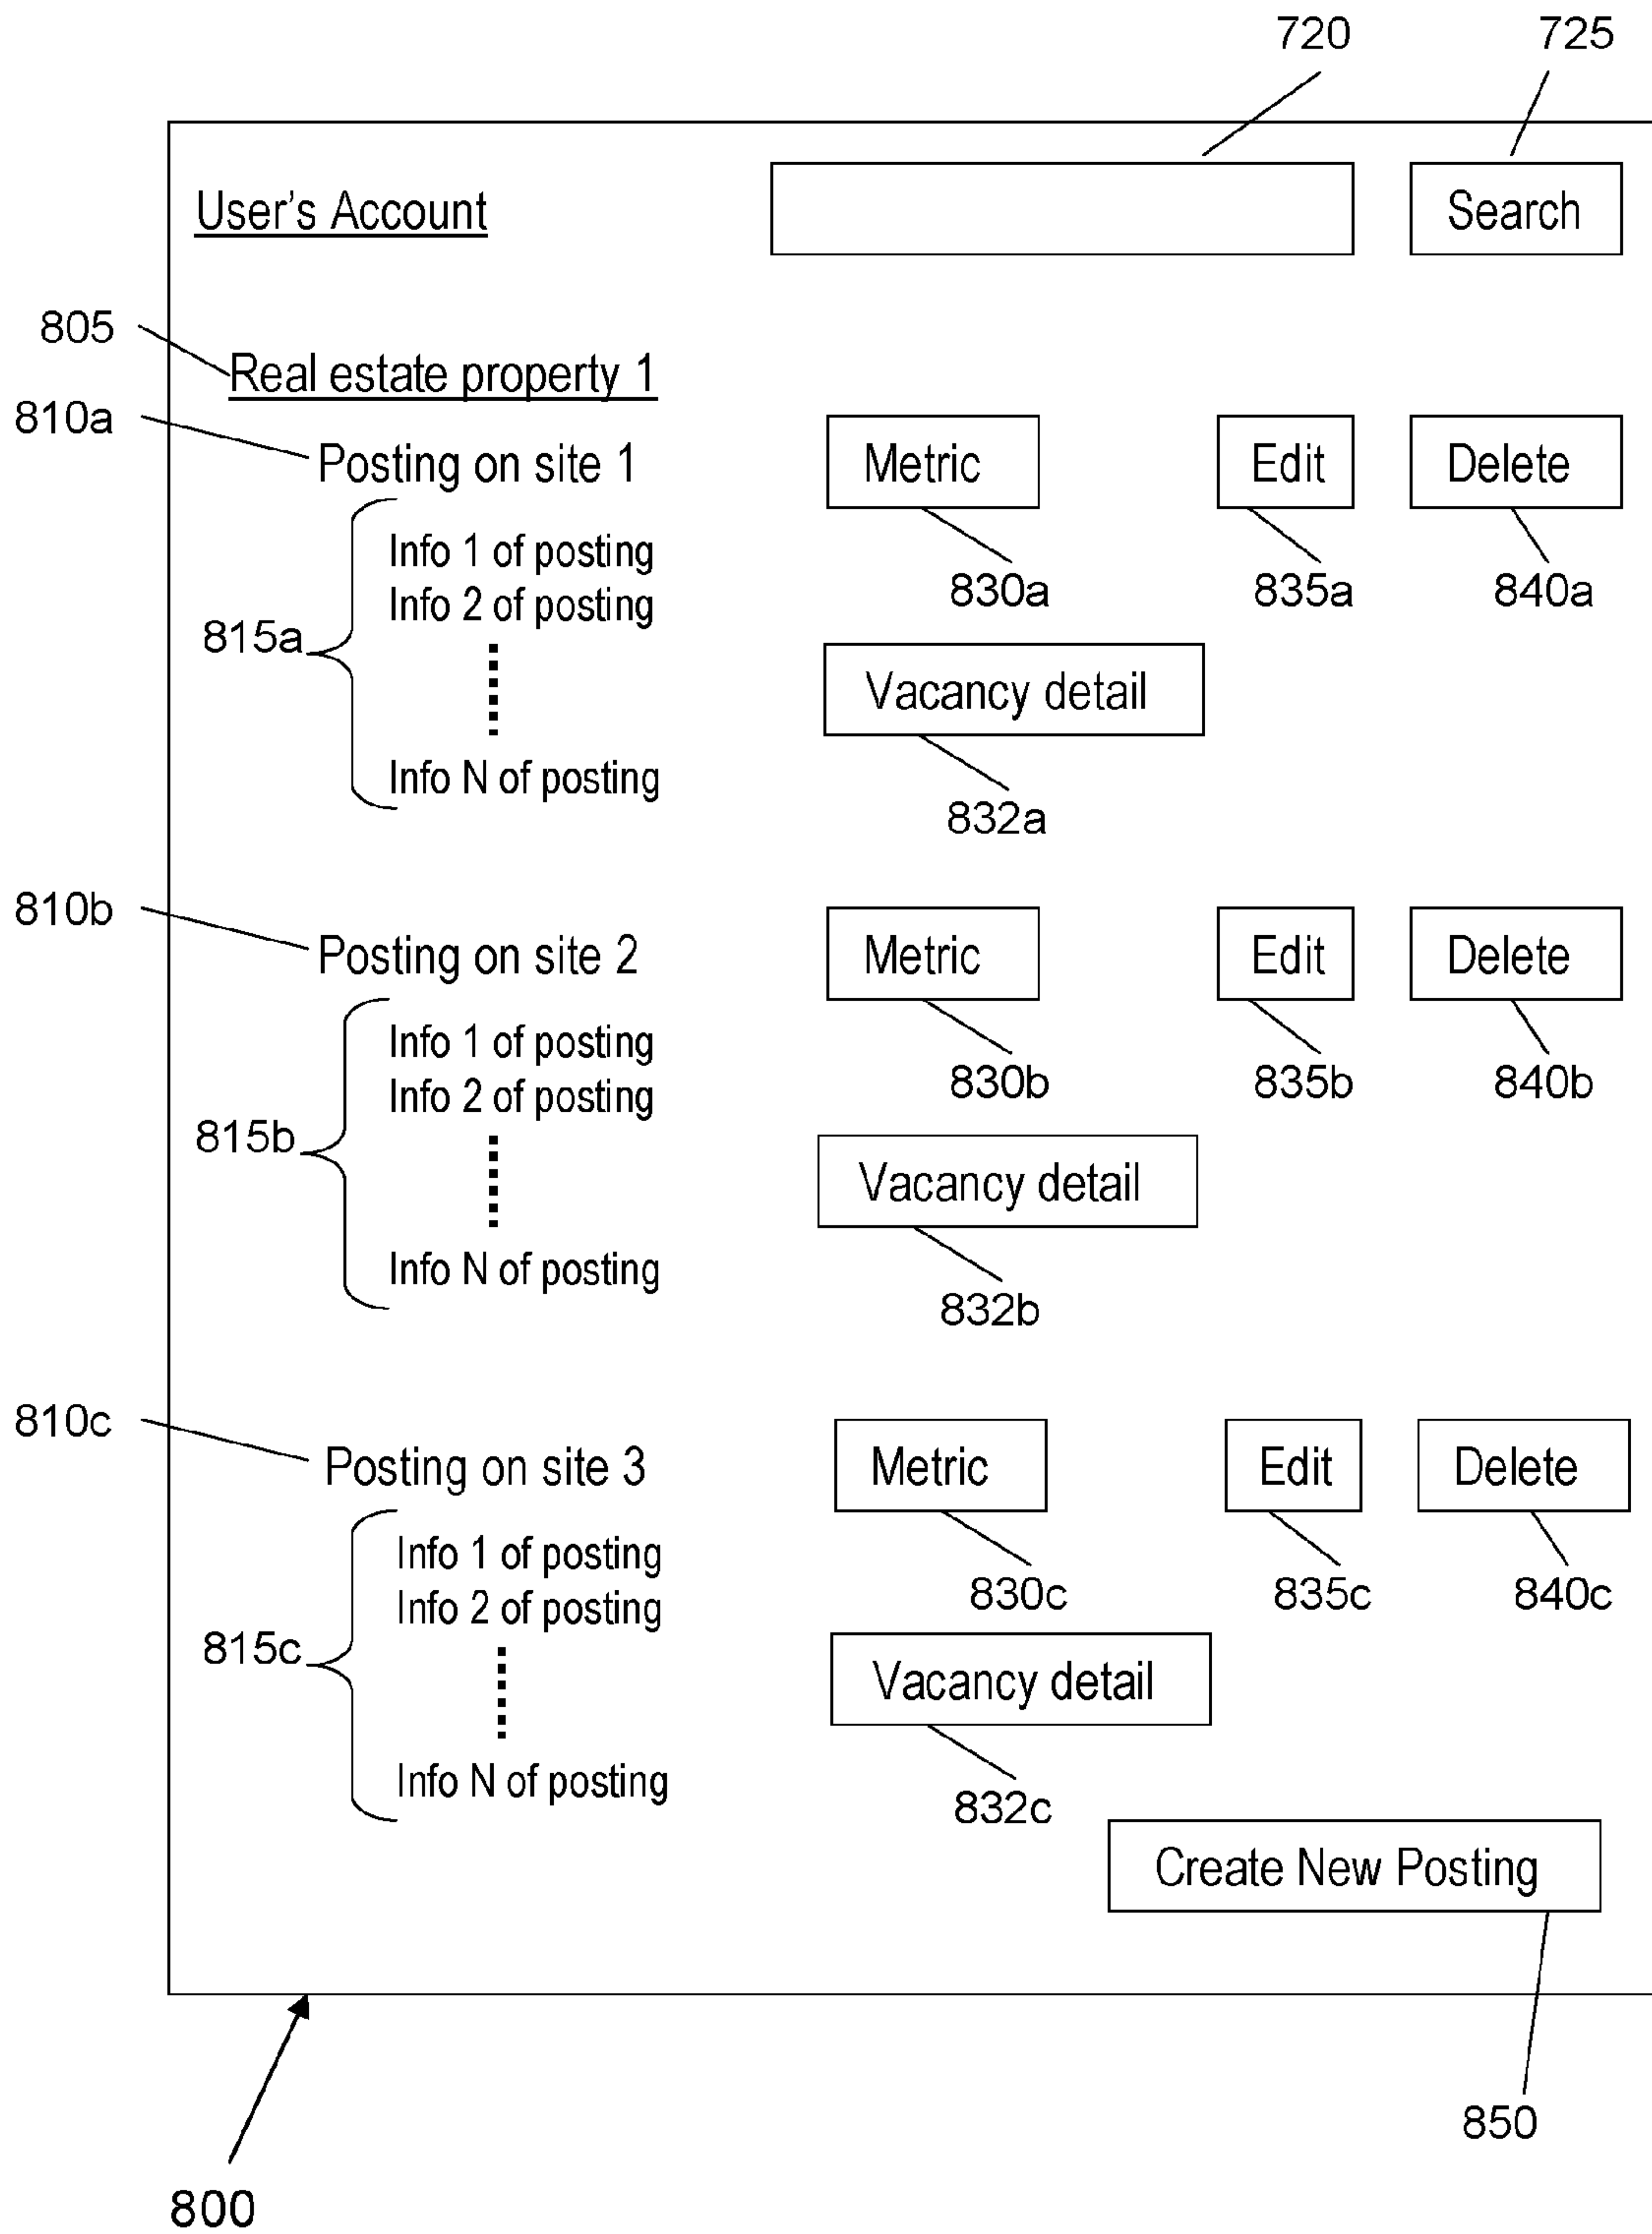 720 725
User's Account Search
805
Real estate property 1
810a
Posting on site 1 Metric Edit Delete
Info 1 of posting
830a 835a 840a
Info 2 of posting
815a
Vacancy detail
Info N of posting
832a
810b
Posting on site 2 Metric Edit Delete
Info 1 of posting
830b 835b 840b
Info 2 of posting
815b
Vacancy detail
Info N of posting
832b
810c
Posting on site 3 Metric Edit Delete
Info 1 of posting
830c 835c 840c
Info 2 of posting
815c
Vacancy detail
Info N of posting
832c
Create New Posting
850
800